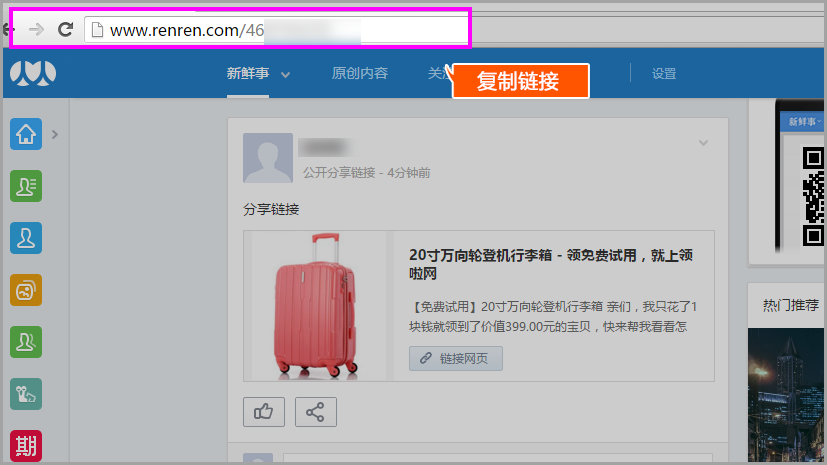 www.renren.com/46
新鲜事
原创内容
关注
复制链接
设置
新鲜事
公开分享链接 - 4分钟前
分享链接
20寸万向轮登机行李箱 - 领免费试用，就上领
啦网
【免费试用】20寸万向轮登机行李箱 亲们，我只花了1
块钱就领到了价值399.00元的宝贝，快来帮我看看怎
链接网页
热门推荐
期